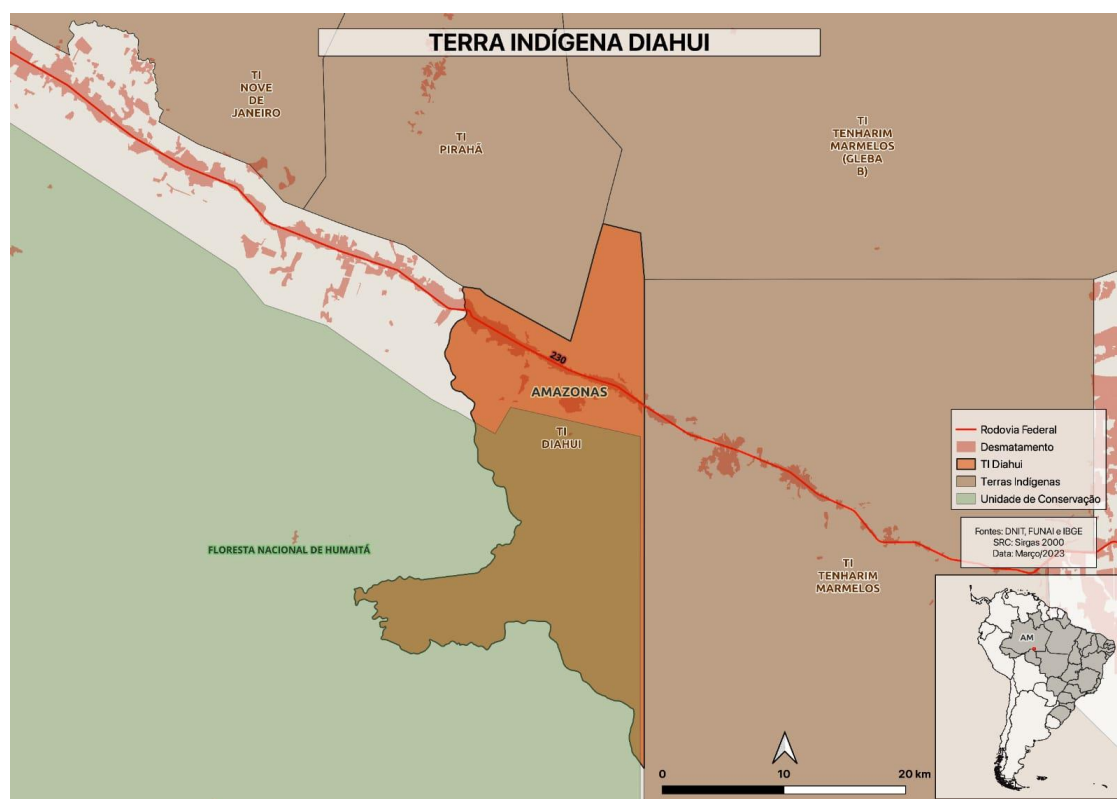 TERRA INDÍGENA DIAHUI
TI
NOVE
DE
JANEIRO
TI
PIRAHÃ
TI
TENHARIM
MARMELOS
(GLEBA
B)
230
AMAZONAS
TI
DIAHUI
FLORESTA NACIONAL DE HUMAITÁ
TI
TENHARIM
MARMELOS
Rodovia Federal
Desmatamento
TI Diahui
Terras Indígenas
Unidade de Conservação
Fontes: DNIT, FUNAI e IBGE
SRC: Sirgas 2000
Data: Março/2023
AM
0 10 20 km